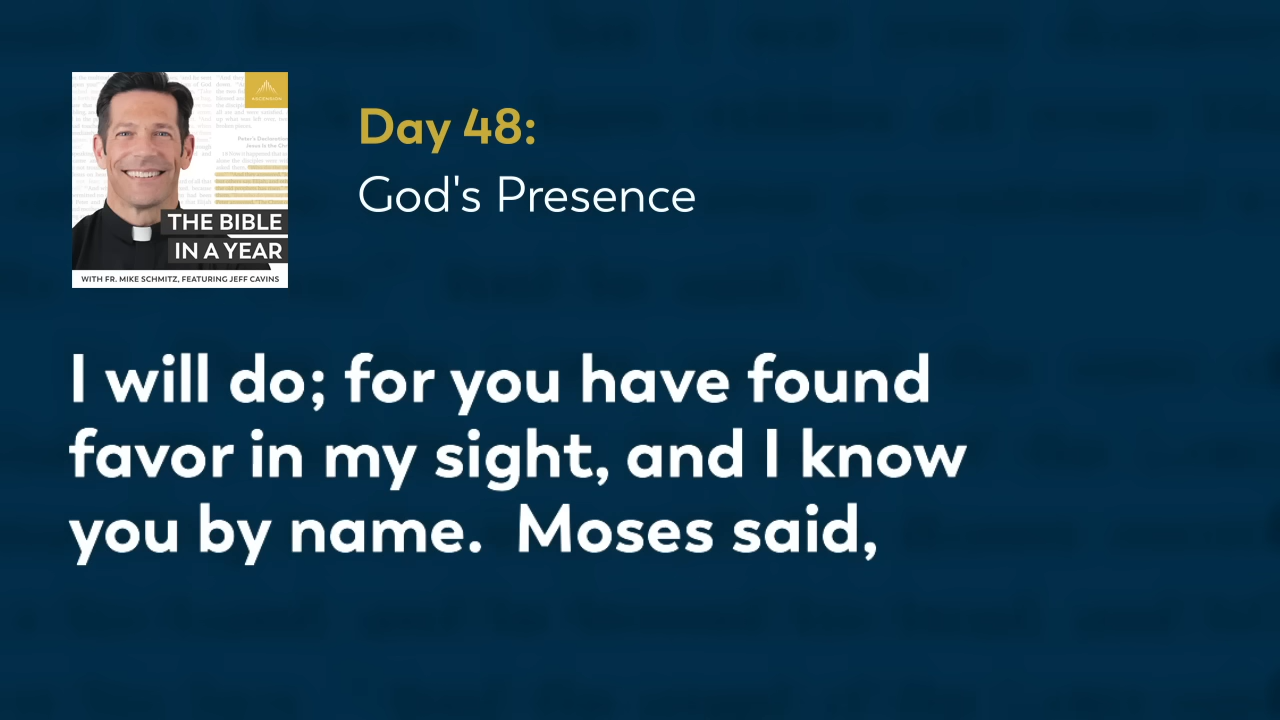 ASCENSION
THE BIBLE
IN A YEAR
WITH FR. MIKE SCHMITZ, FEATURING JEFF CAVINS
Day 48:
God's Presence
I will do; for you have found
favor in my sight, and I know
you by name.  Moses said,